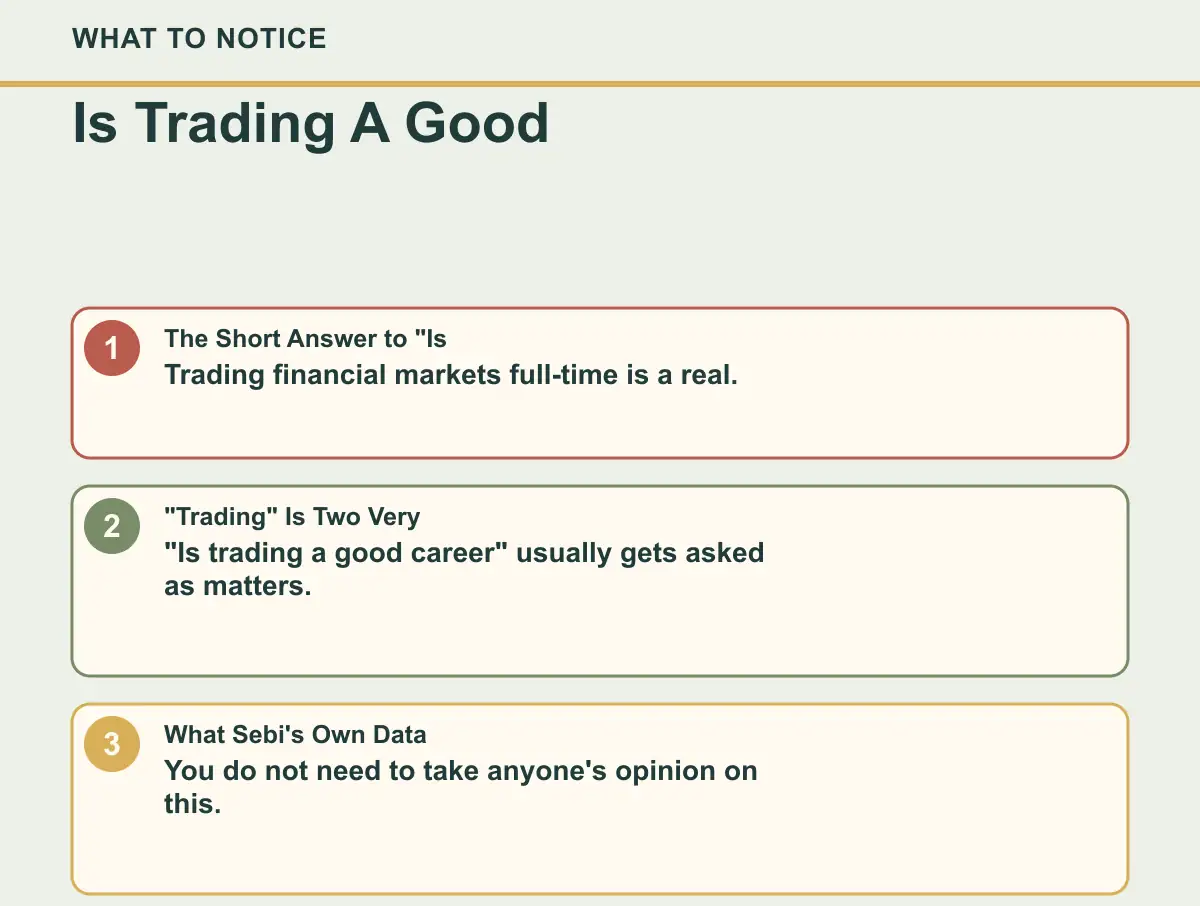 WHAT TO NOTICE
Is Trading A Good
1
The Short Answer to "Is
Trading financial markets full-time is a real.
2
"Trading" Is Two Very
"Is trading a good career" usually gets asked
as matters.
3
What Sebi's Own Data
You do not need to take anyone's opinion on
this.